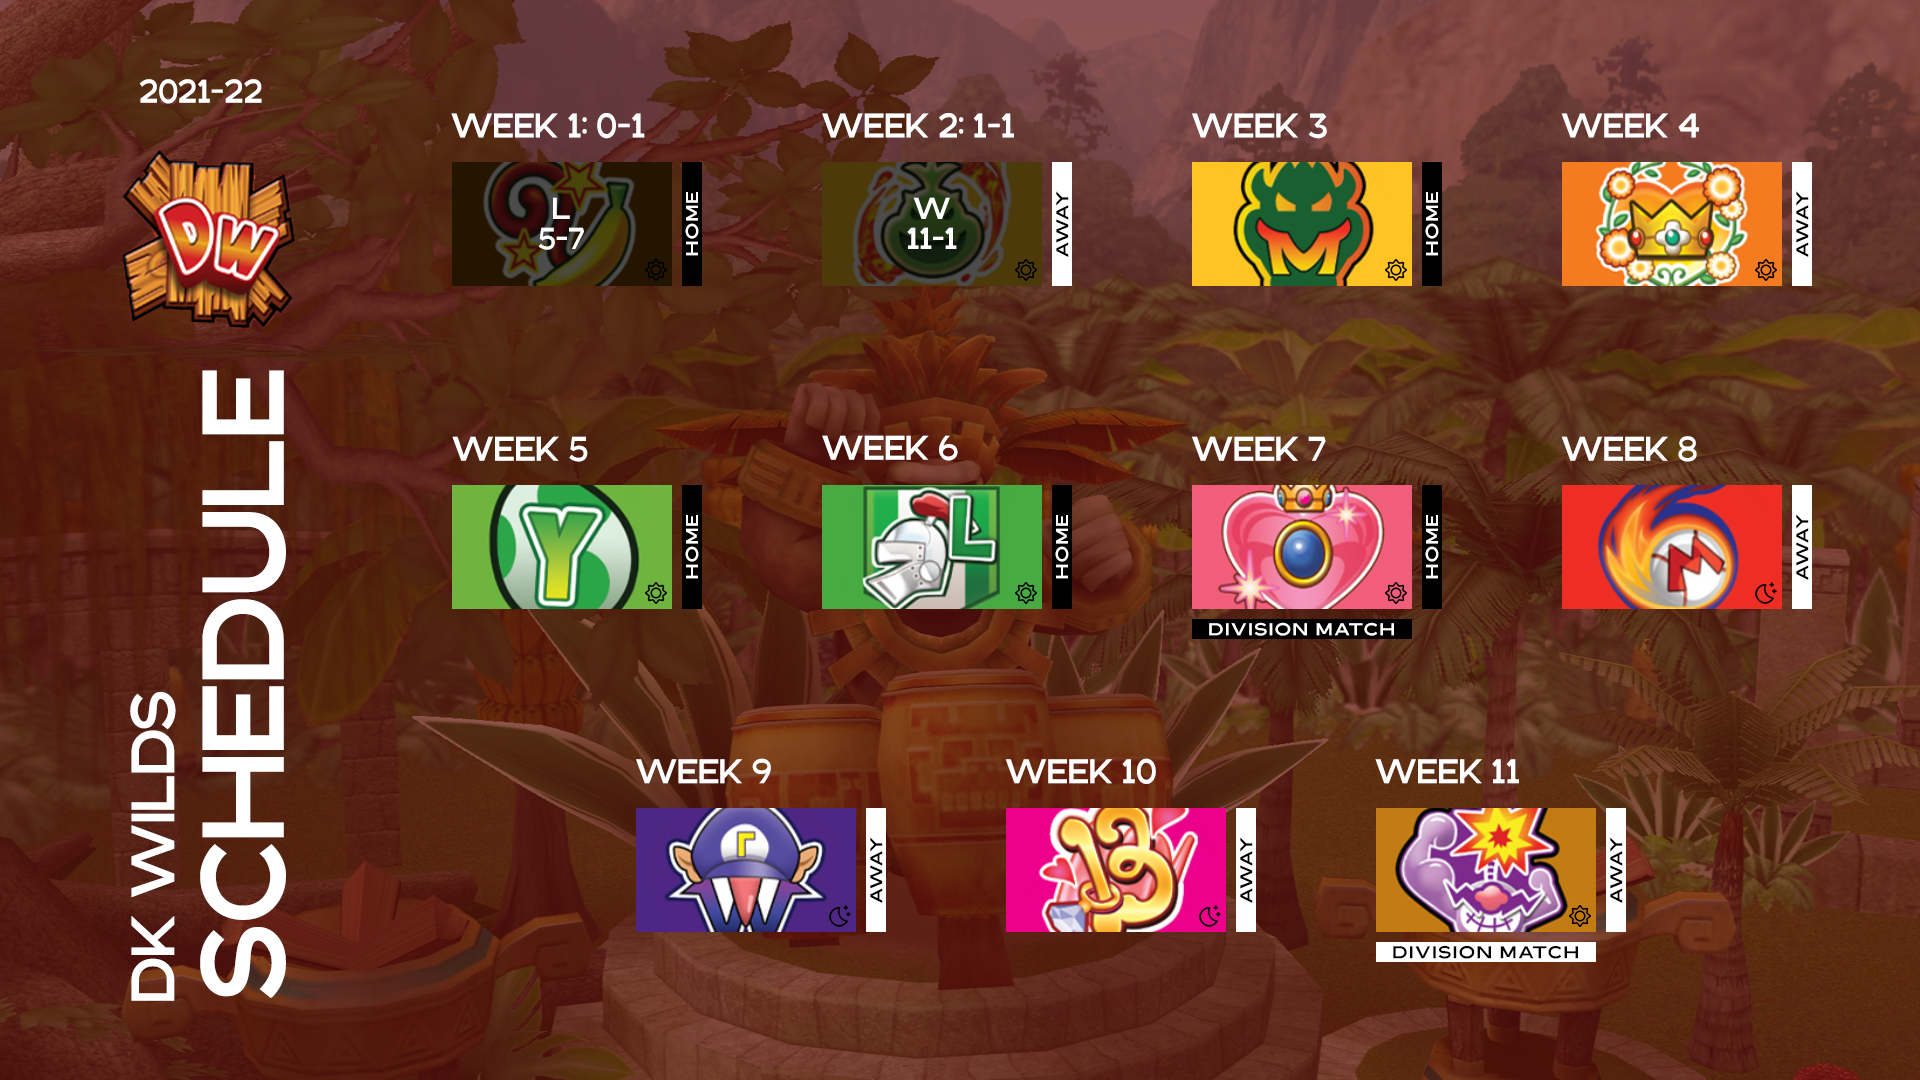 2021-22
DW
DK WILDS
SCHEDULE
WEEK 1: 0-1
L
5-7
HOME
WEEK 2: 1-1
W
11-1
AWAY
WEEK 3
M
HOME
WEEK 4
AWAY
WEEK 5
Y
HOME
WEEK 6
L
HOME
WEEK 7
HOME
DIVISION MATCH
WEEK 8
M
AWAY
WEEK 9
Γ
W
AWAY
WEEK 10
13
AWAY
WEEK 11
AWAY
DIVISION MATCH